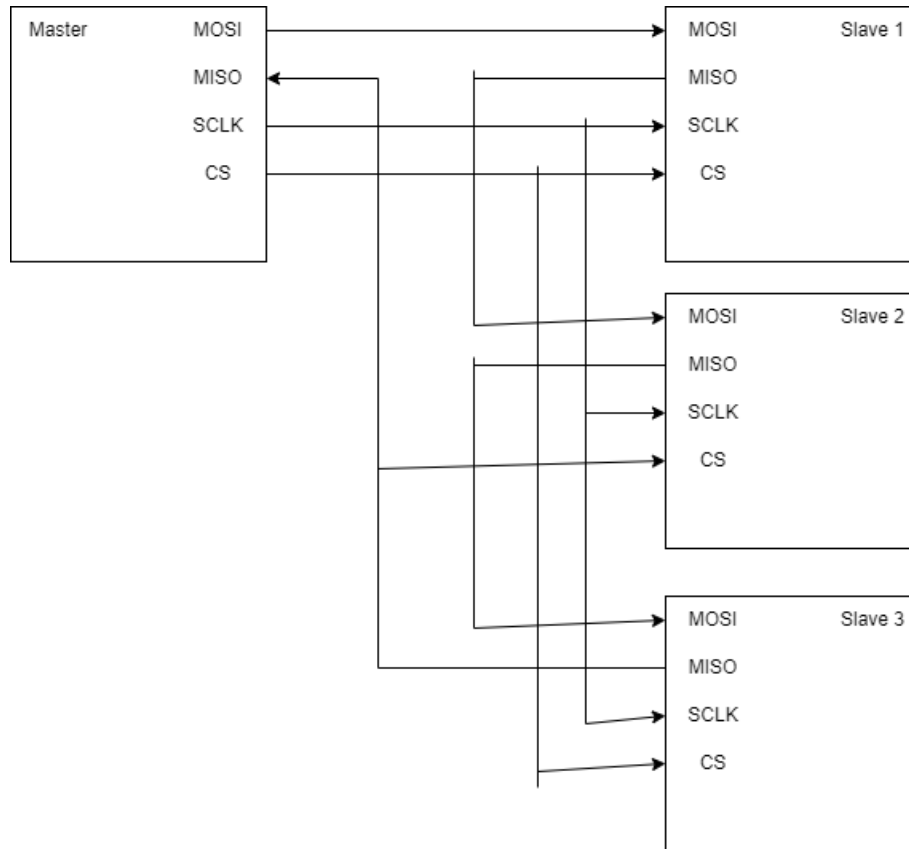 Master MOSI
MISO
SCLK
CS
MOSI Slave 1
MISO
SCLK
CS
MOSI Slave 2
MISO
SCLK
CS
MOSI Slave 3
MISO
SCLK
CS